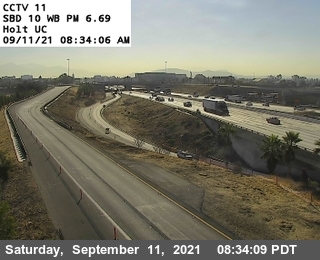 CCTV 11
SBD 10 WB PM 6.69
Holt UC
09/11/21 08:34:06 AM
Saturday, September 11, 2021 08:34:09 PDT